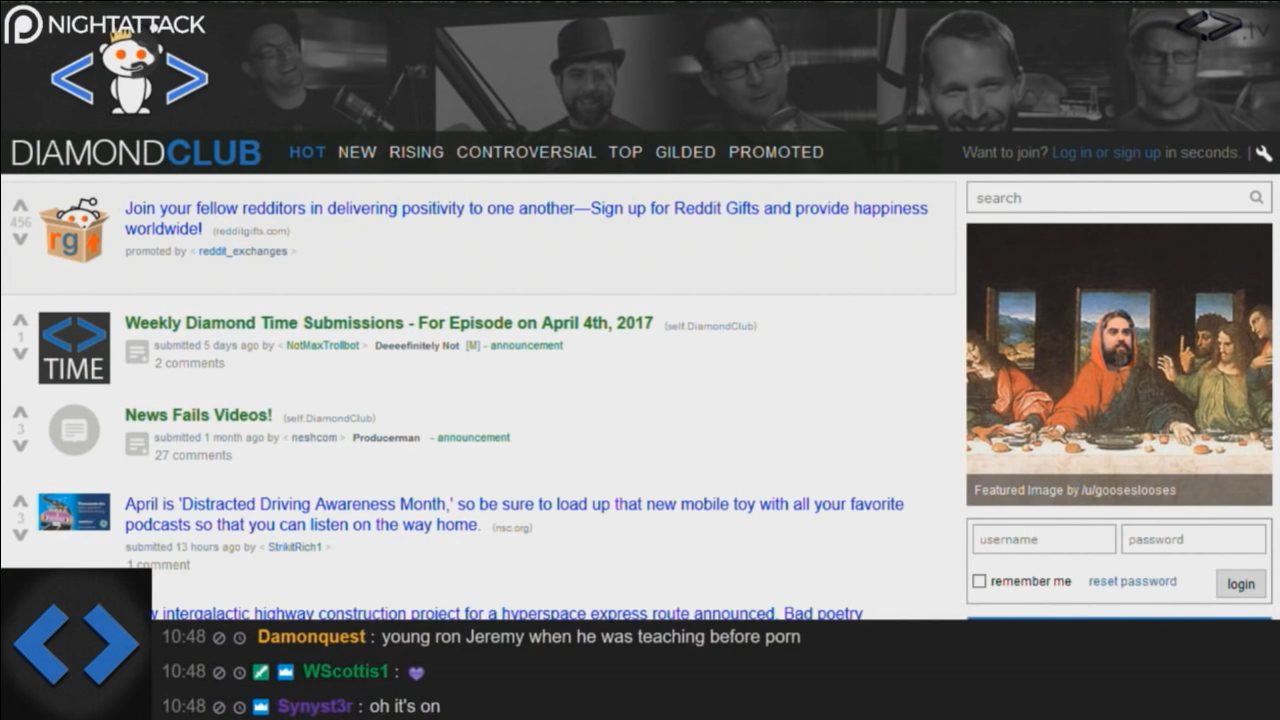 NIGHTATTACK
.tv
DIAMONDCLUB
HOT NEW RISING CONTROVERSIAL TOP GILDED PROMOTED
Want to join? Log in or sign up in seconds. |
search
456
rg
Join your fellow redditors in delivering positivity to one another—Sign up for Reddit Gifts and provide happiness
worldwide! (redditgifts.com)
promoted by < reddit_exchanges >
1
<> TIME
Weekly Diamond Time Submissions - For Episode on April 4th, 2017 (self.DiamondClub)
submitted 5 days ago by < NotMaxTrollbot > Deeeefinitely Not [M] - announcement
2 comments
3
News Fails Videos! (self.DiamondClub)
submitted 1 month ago by < neshcom > Producerman - announcement
27 comments
Featured Image by /u/gooseslooses
3
April is 'Distracted Driving Awareness Month,' so be sure to load up that new mobile toy with all your favorite
podcasts so that you can listen on the way home. (nsc.org)
submitted 13 hours ago by < StrikitRich1 >
1 comment
username password
remember me reset password login
intergalactic highway construction project for a hyperspace express route announced. Bad poetry
10:48 Damonquest : young ron Jeremy when he was teaching before porn
10:48 WScottis1 : 💜
10:48 Synyst3r : oh it's on